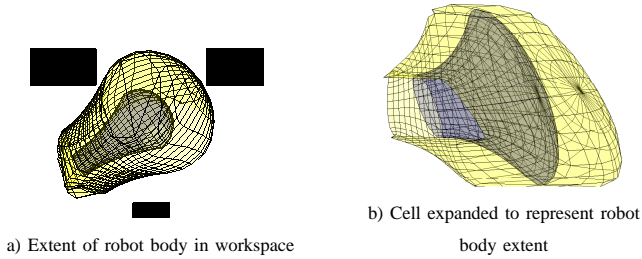 a) Extent of robot body in workspace
b) Cell expanded to represent robot
body extent